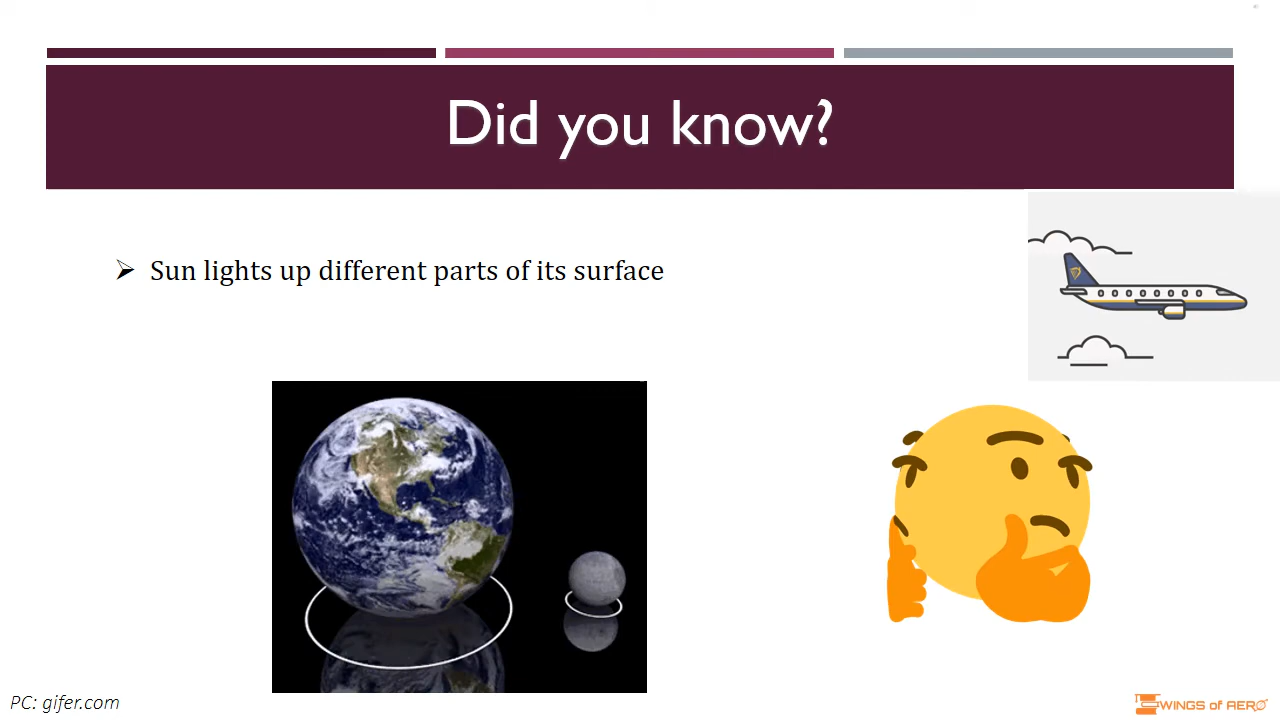 Did you know?
➢ Sun lights up different parts of its surface
PC: gifer.com
WINGS of AERO